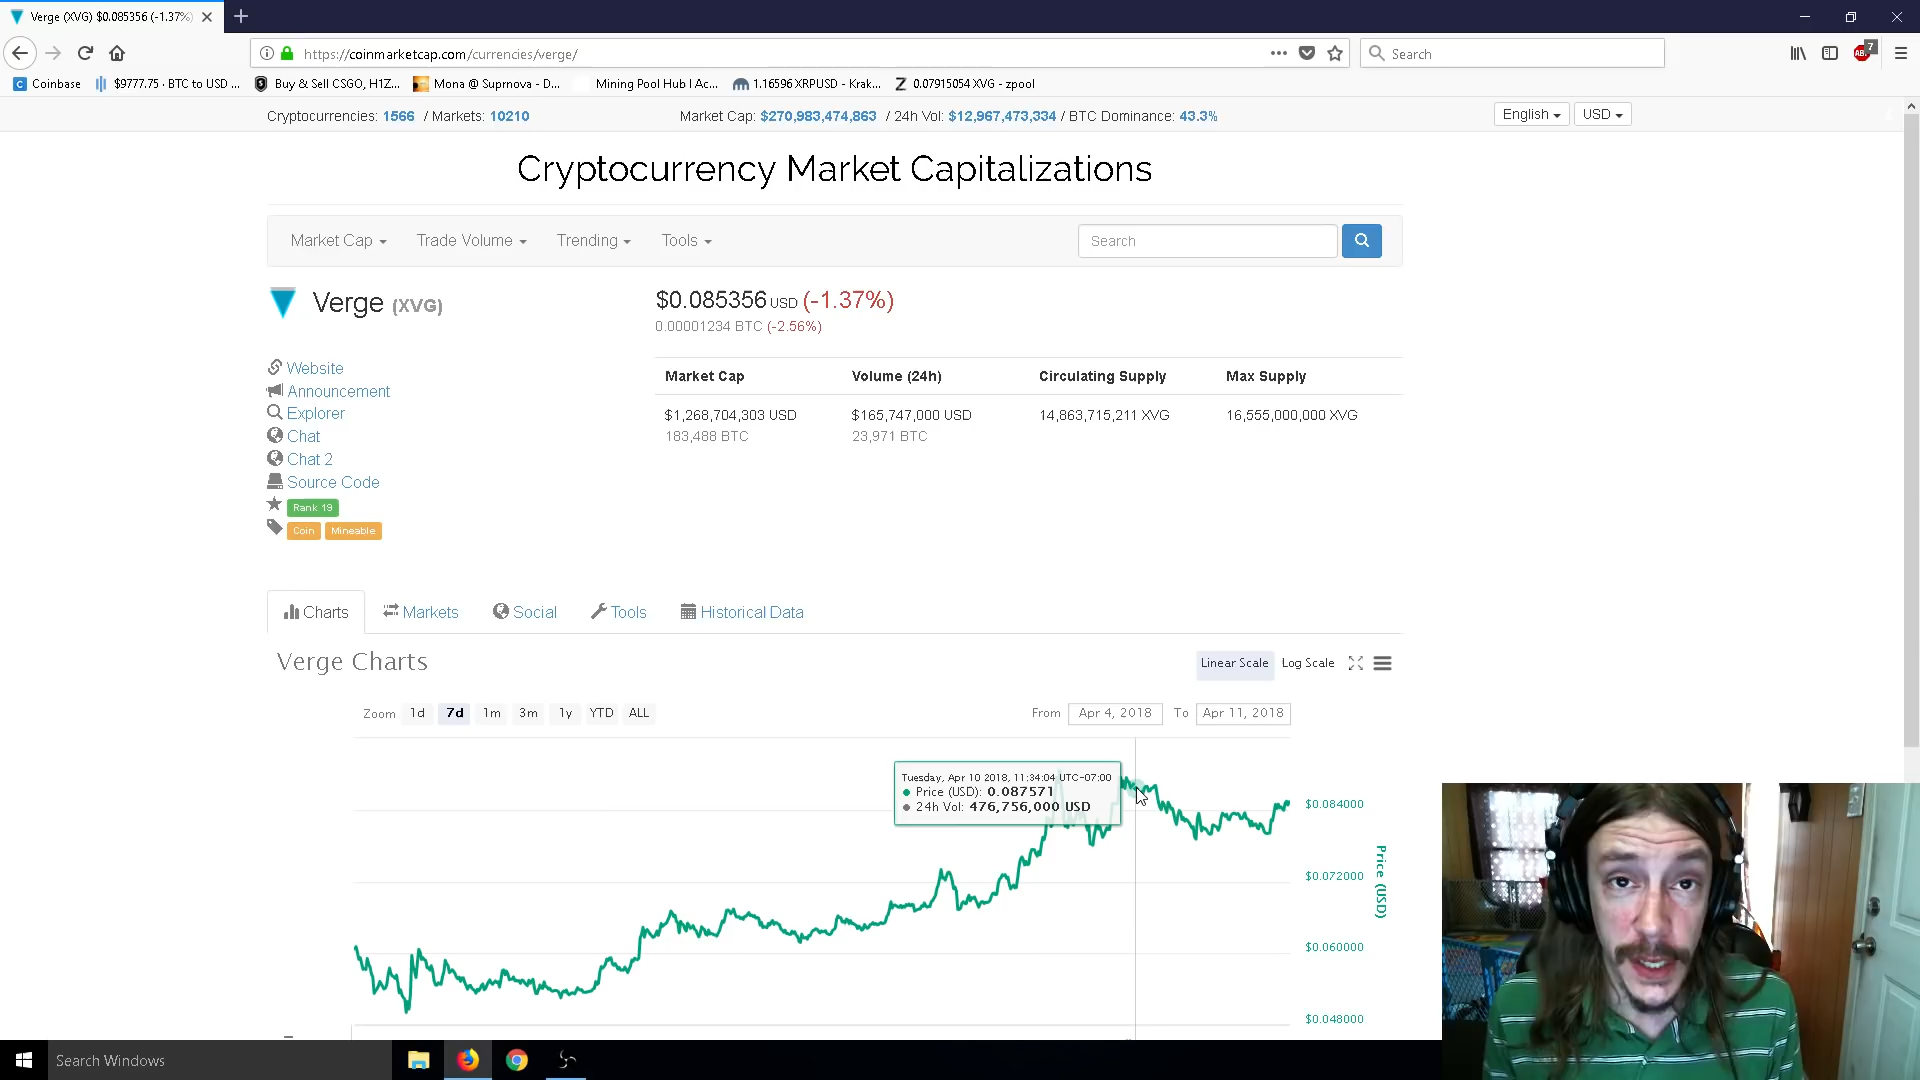 Verge (XVG) $0.085356 (-1.37%)
https://coinmarketcap.com/currencies/verge/
Search
7
Coinbase
$9777.75 · BTC to USD ...
Buy & Sell CSGO, H1Z...
Mona @ Suprnova - D...
Mining Pool Hub | Ac...
1.16596 XRPUSD - Krak...
0.07915054 XVG - zpool
Cryptocurrencies: 1566 / Markets: 10210
Market Cap: $270,983,474,863 / 24h Vol: $12,967,473,334 / BTC Dominance: 43.3%
English
USD
Cryptocurrency Market Capitalizations
Market Cap
Trade Volume
Trending
Tools
Search
Verge (XVG)
$0.085356 USD (-1.37%)
0.00001234 BTC (-2.56%)
Website
Announcement
Explorer
Chat
Chat 2
Source Code
Rank 19
Coin
Mineable
Market Cap
Volume (24h)
Circulating Supply
Max Supply
$1,268,704,303 USD
$165,747,000 USD
14,863,715,211 XVG
16,555,000,000 XVG
183,488 BTC
23,971 BTC
Charts
Markets
Social
Tools
Historical Data
Verge Charts
Linear Scale
Log Scale
Zoom 1d 7d 1m 3m 1y YTD ALL
From Apr 4, 2018 To Apr 11, 2018
Tuesday, Apr 10 2018, 11:34:04 UTC-07:00
Price (USD): 0.087571
24h Vol: 476,756,000 USD
$0.084000
$0.072000
$0.060000
$0.048000
Price (USD)
Search Windows